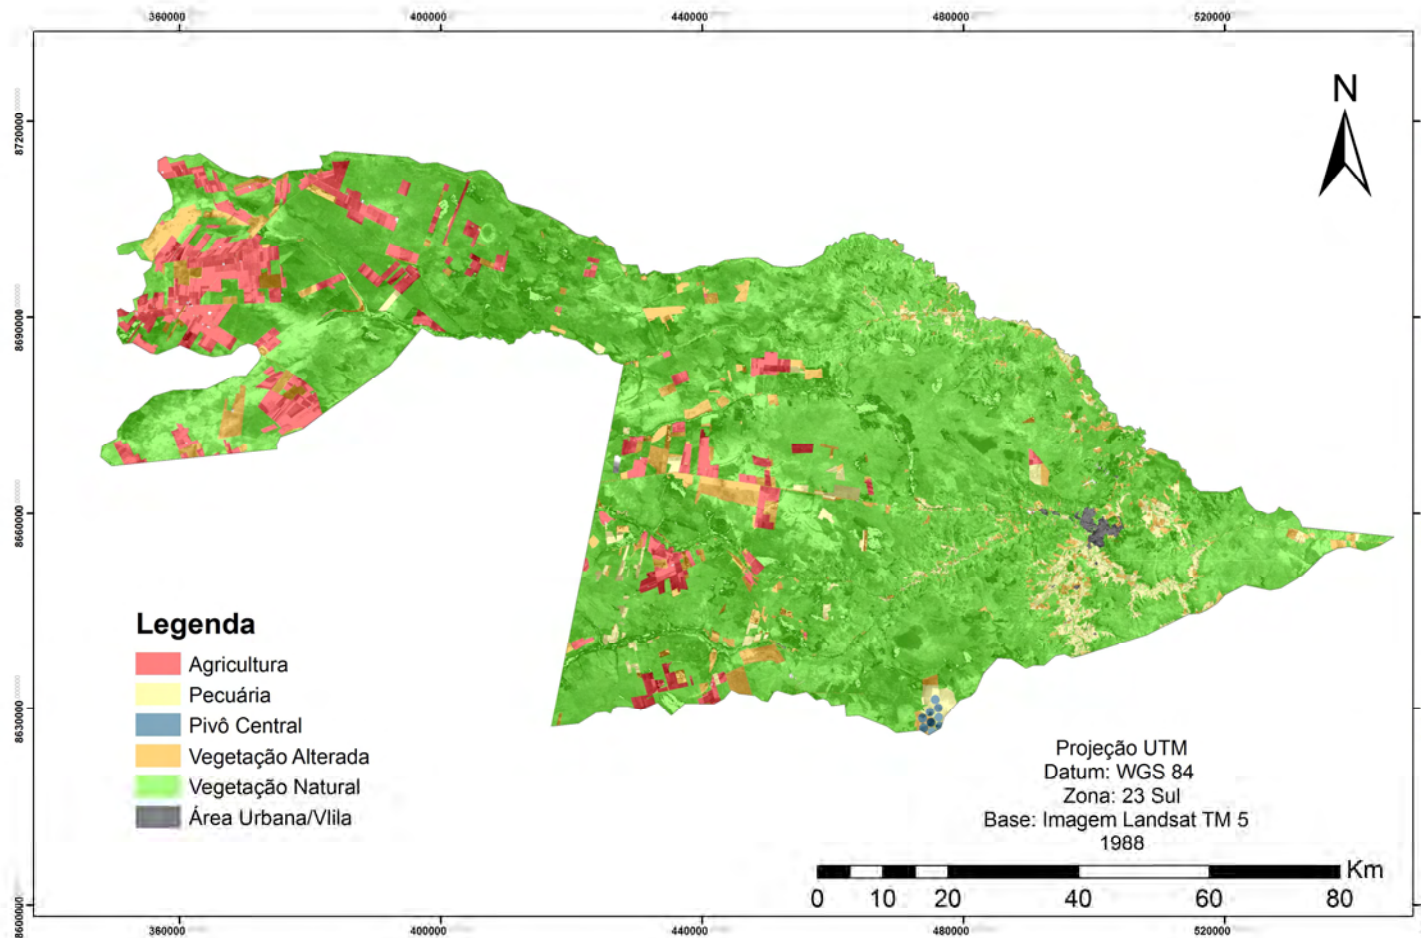 360000 400000 440000 480000 520000
N
8720000
8690000
8660000
8630000
8600000
Legenda
Agricultura
Pecuária
Pivô Central
Vegetação Alterada
Vegetação Natural
Área Urbana/Vlila
Projeção UTM
Datum: WGS 84
Zona: 23 Sul
Base: Imagem Landsat TM 5
1988
Km
0 10 20 40 60 80
360000 400000 440000 480000 520000